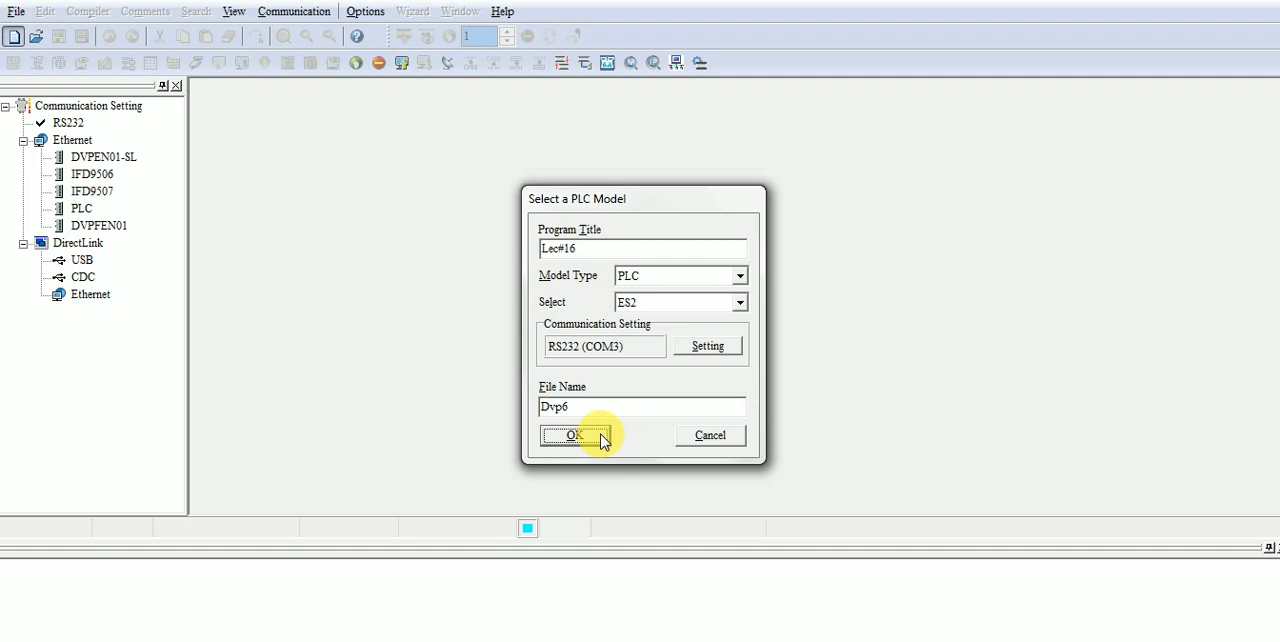 File Edit Compiler Comments Search View Communication Options Wizard Window Help
1
Communication Setting
RS232
Ethernet
DVPEN01-SL
IFD9506
IFD9507
PLC
DVPFEN01
DirectLink
USB
CDC
Ethernet
Select a PLC Model
Program Title
Lec#16
Model Type PLC
Select ES2
Communication Setting
RS232 (COM3) Setting
File Name
Dvp6
OK Cancel